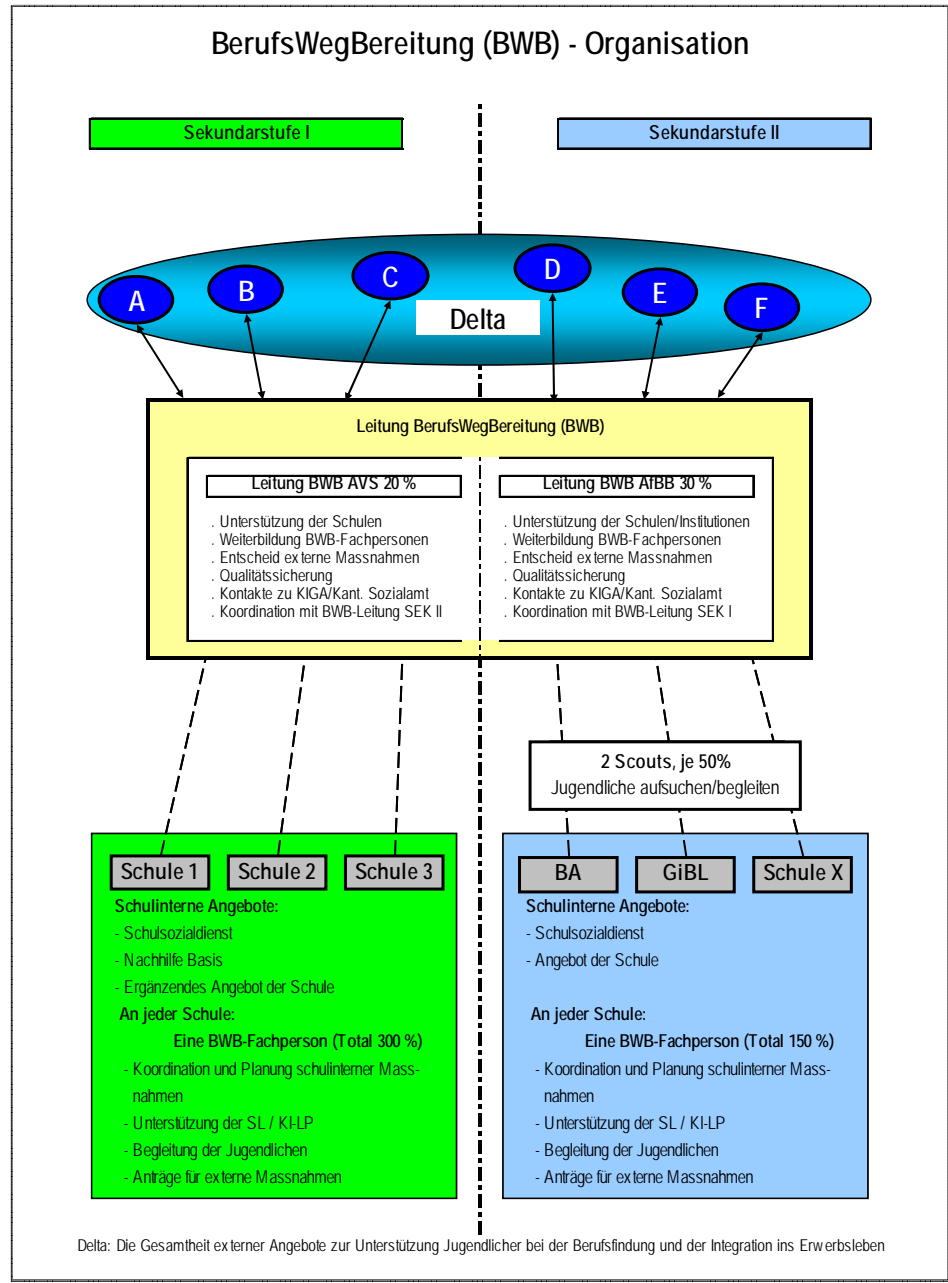 BerufsWegBereitung (BWB) - Organisation
Sekundarstufe I
Sekundarstufe II
A
B
C
D
E
F
Delta
Leitung BerufsWegBereitung (BWB)
Leitung BWB AVS 20 %
. Unterstützung der Schulen
. Weiterbildung BWB-Fachpersonen
. Entscheid externe Massnahmen
. Qualitätssicherung
. Kontakte zu KIGA/Kant. Sozialamt
. Koordination mit BWB-Leitung SEK II
Leitung BWB AfBB 30 %
. Unterstützung der Schulen/Institutionen
. Weiterbildung BWB-Fachpersonen
. Entscheid externe Massnahmen
. Qualitätssicherung
. Kontakte zu KIGA/Kant. Sozialamt
. Koordination mit BWB-Leitung SEK I
2 Scouts, je 50%
Jugendliche aufsuchen/begleiten
Schule 1
Schule 2
Schule 3
Schulinterne Angebote:
- Schulsozialdienst
- Nachhilfe Basis
- Ergänzendes Angebot der Schule
An jeder Schule:
Eine BWB-Fachperson (Total 300 %)
- Koordination und Planung schulinterner Mass-
nahmen
- Unterstützung der SL / Kl-LP
- Begleitung der Jugendlichen
- Anträge für externe Massnahmen
BA
GiBL
Schule X
Schulinterne Angebote:
- Schulsozialdienst
- Angebot der Schule
An jeder Schule:
Eine BWB-Fachperson (Total 150 %)
- Koordination und Planung schulinterner Mass-
nahmen
- Unterstützung der SL / Kl-LP
- Begleitung der Jugendlichen
- Anträge für externe Massnahmen
Delta: Die Gesamtheit externer Angebote zur Unterstützung Jugendlicher bei der Berufsfindung und der Integration ins Erwerbsleben